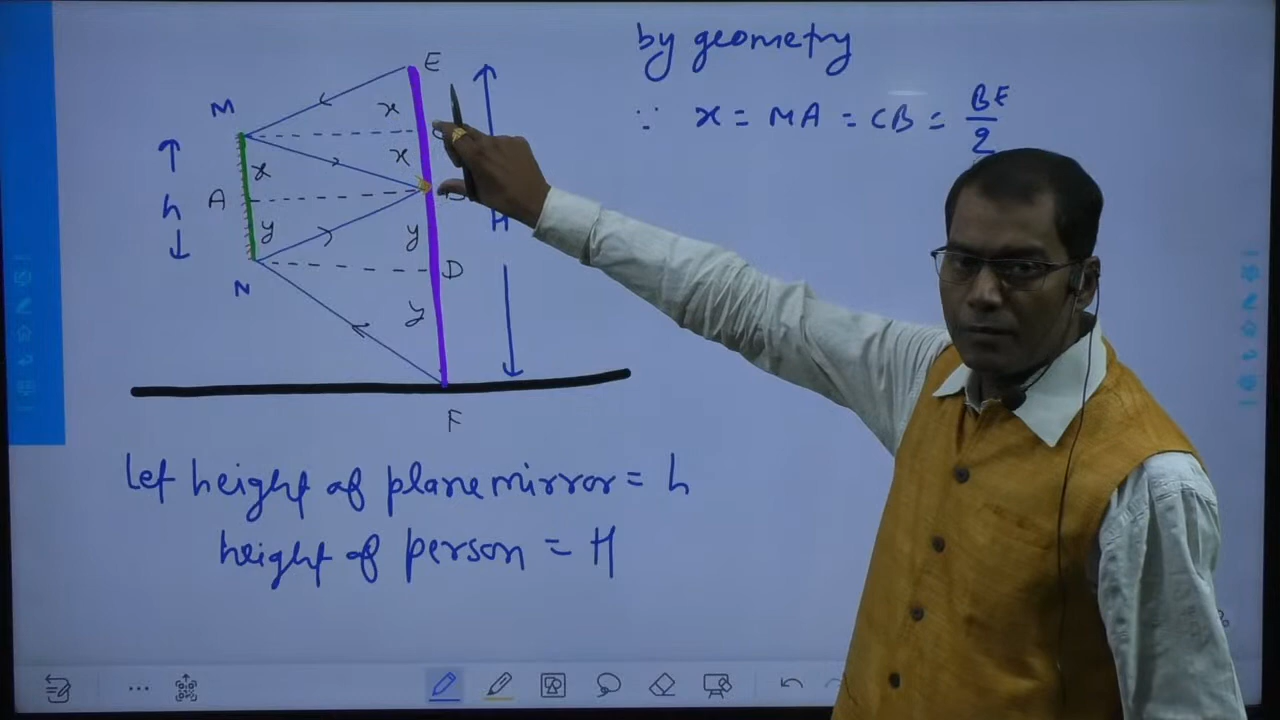 by geometry
∵ x = MA = CB = BE/2
E
M
x
x
x
h
A
y
y
H
N
D
y
F
let height of plane mirror = h
height of person = H